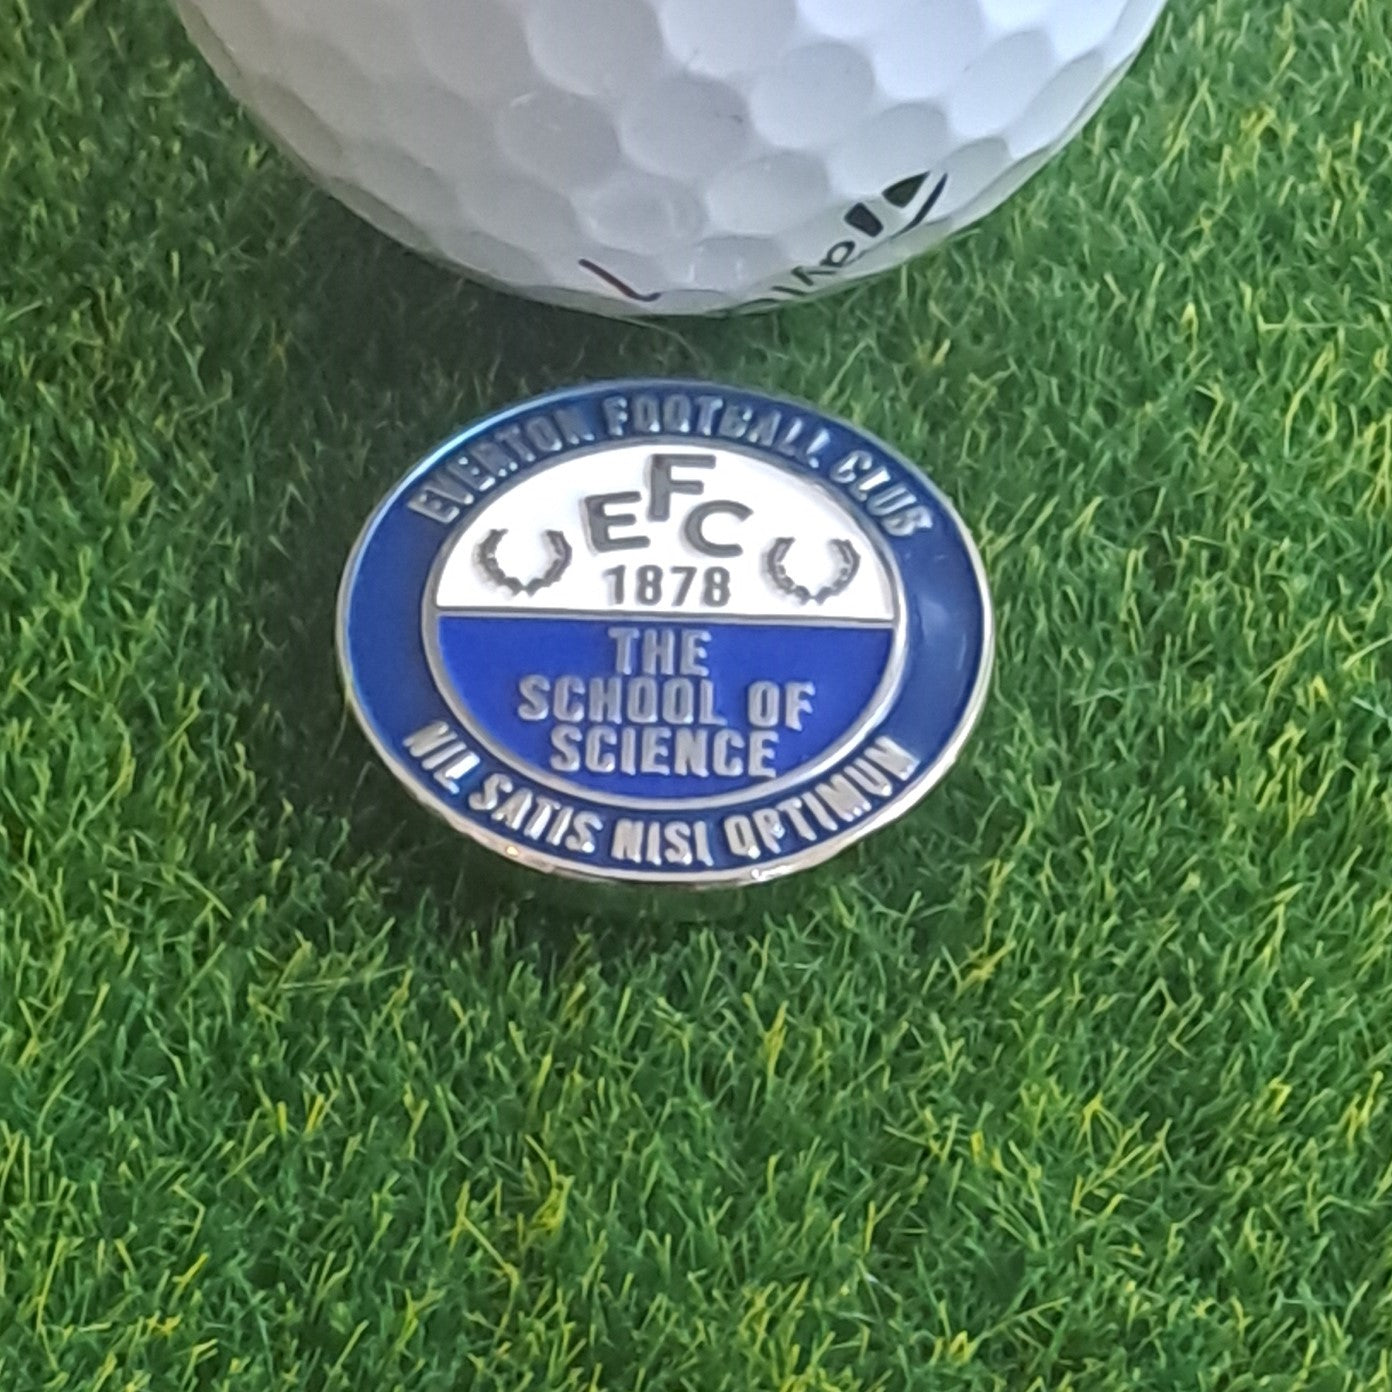 EVERTON FOOTBALL CLUB
EFC
1878
THE
SCHOOL OF
SCIENCE
NIL SATIS NISI OPTIMUM